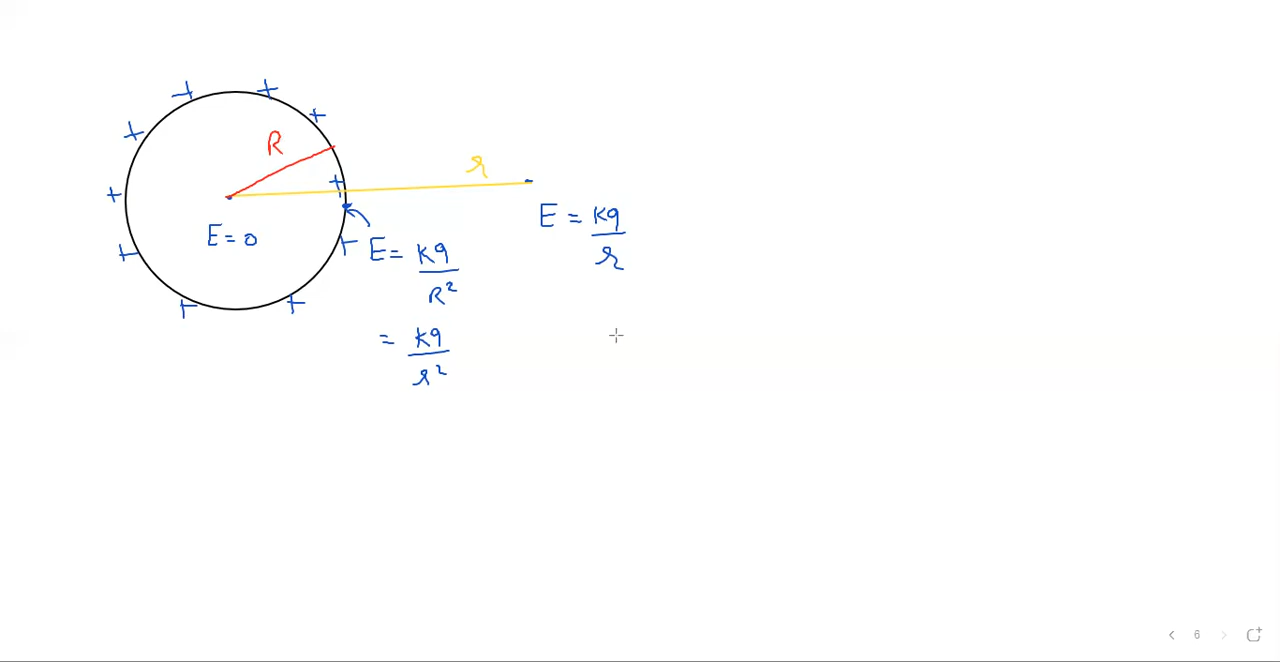 + + + + + + + + + + +
R
r
E = 0
E = kq
R²
= kq
r²
E = kq
r
6